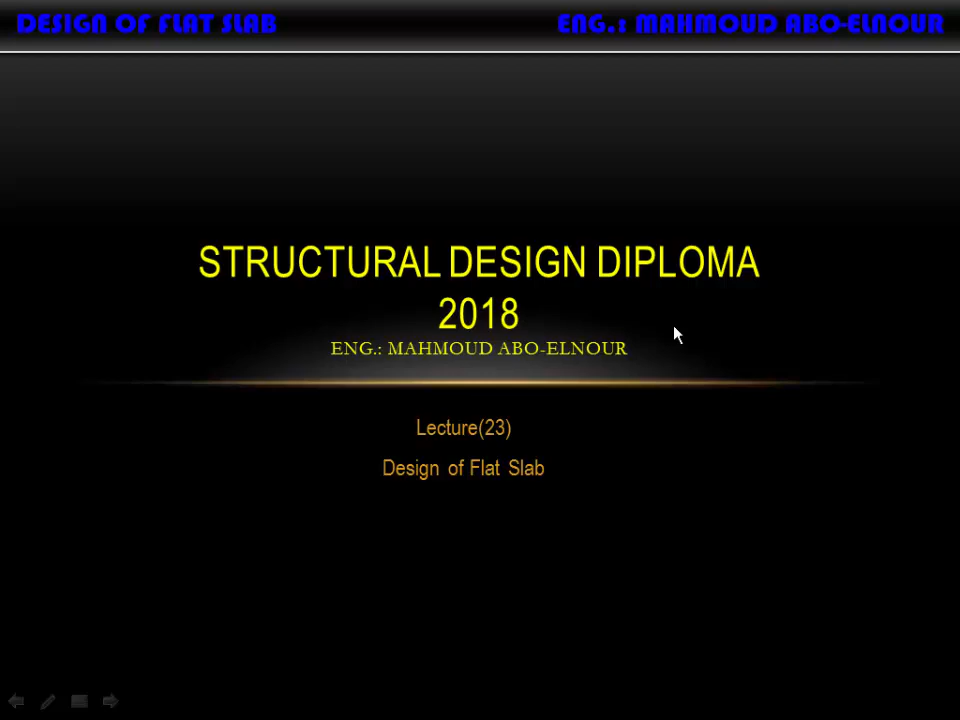 DESIGN OF FLAT SLAB
ENG.: MAHMOUD ABO-ELNOUR
STRUCTURAL DESIGN DIPLOMA
2018
ENG.: MAHMOUD ABO-ELNOUR
Lecture(23)
Design of Flat Slab